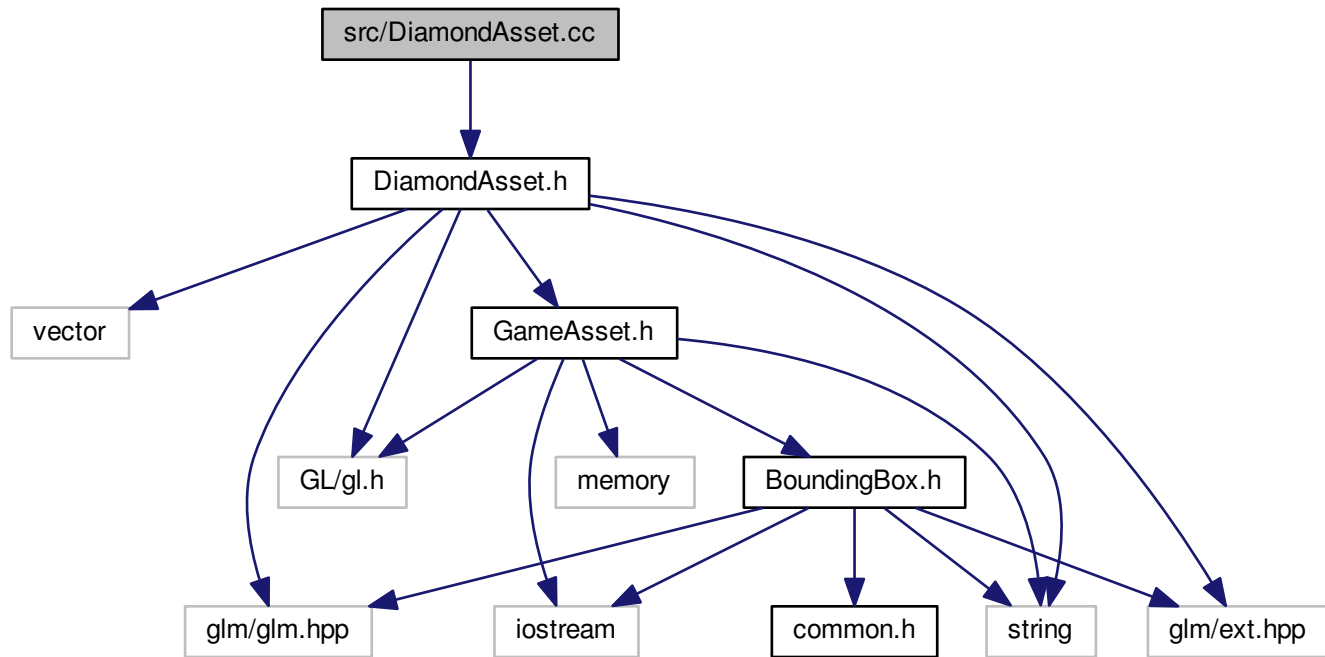 src/DiamondAsset.cc
DiamondAsset.h
vector
GameAsset.h
GL/gl.h
memory
BoundingBox.h
glm/glm.hpp
iostream
common.h
string
glm/ext.hpp